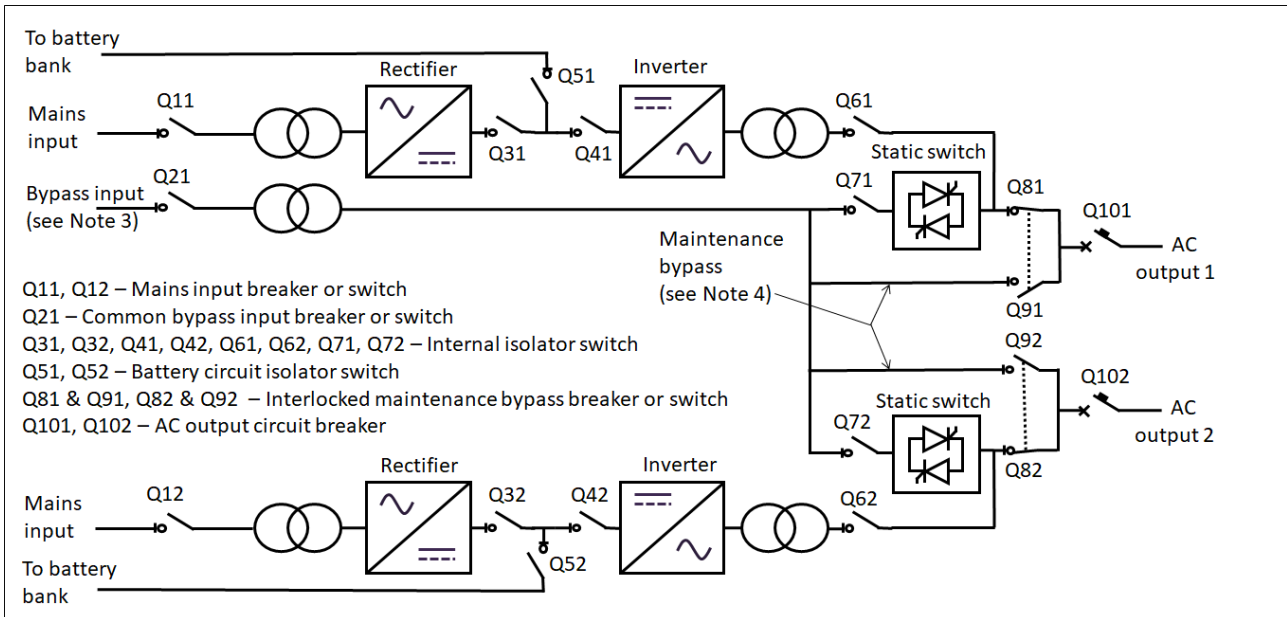 To battery
bank
Rectifier
Inverter
Q51
Q61
Q11
Mains
input
Q31
Q41
Static switch
Q21
Q71
Q81
Q101
Bypass input
(see Note 3)
AC
output 1
Maintenance
bypass
(see Note 4)
Q91
Q11, Q12 – Mains input breaker or switch
Q21 – Common bypass input breaker or switch
Q31, Q32, Q41, Q42, Q61, Q62, Q71, Q72 – Internal isolator switch
Q51, Q52 – Battery circuit isolator switch
Q81 & Q91, Q82 & Q92 – Interlocked maintenance bypass breaker or switch
Q101, Q102 – AC output circuit breaker
Q92
Q102
Static switch
AC
output 2
Q72
Q82
Rectifier
Inverter
Q12
Q32
Q42
Q62
Mains
input
Q52
To battery
bank